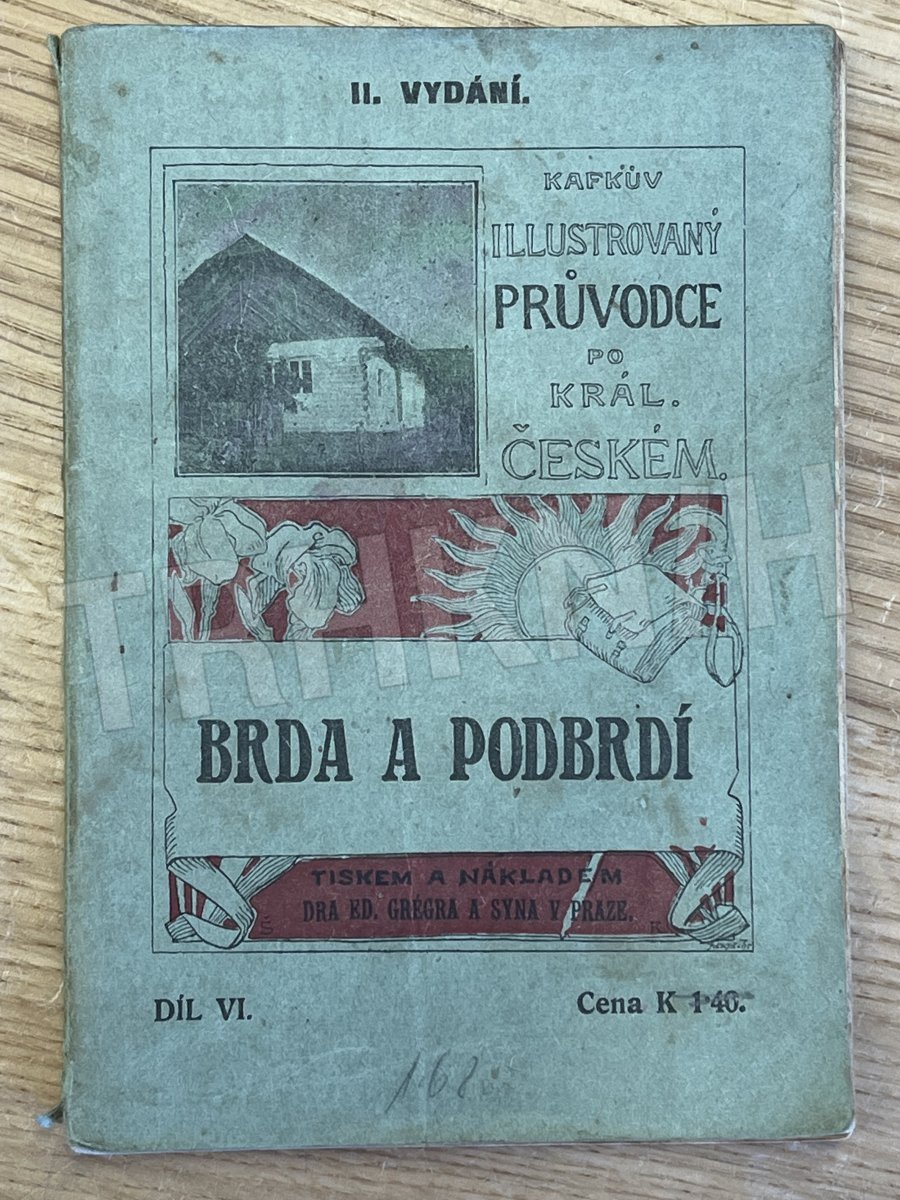 II. VYDÁNÍ.
KAFKŮV
ILLUSTROVANÝ
PRŮVODCE
PO
KRÁL.
ČESKÉM.
BRDA A PODBRDÍ
TISKEM A NÁKLADEM
DRA ED. GRÉGRA A SYNA V PRAZE.
Š R
DÍL VI.
Cena K 1·40.
162